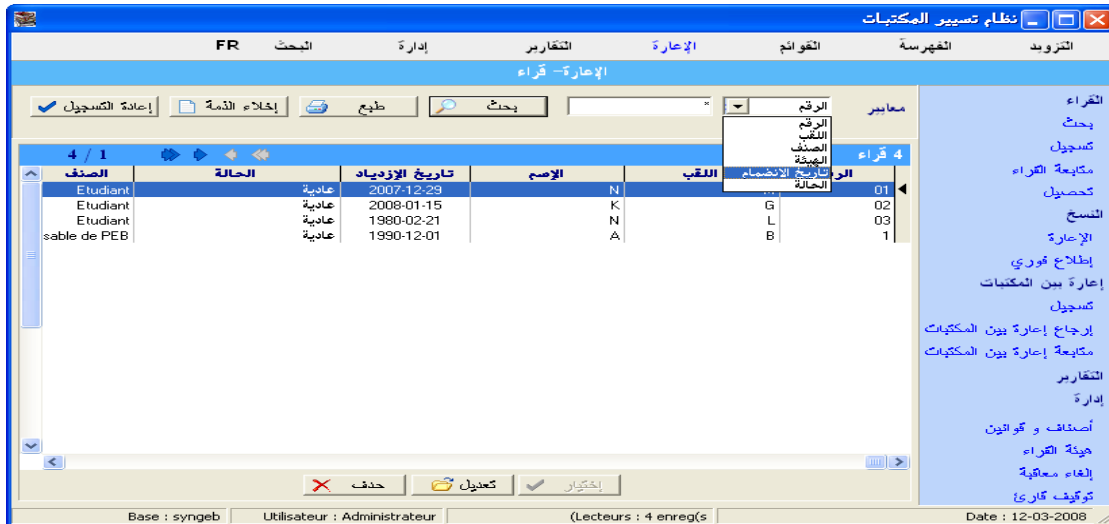 نظام تسيير المكتبات
التزويد الفهرسة القوائم الإعارة التقارير إدارة البحث FR
الإعارة- قراء
معايير الرقم * بحث طبع إخلاء الذمة إعادة التسجيل
الرقم
اللقب
الصنف
الهيئة
تاريخ الانضمام
الحالة
4 قراء 4 / 1
الر اللقب الإسم تاريخ الإزدياد الحالة الصنف
01 M N 2007-12-29 عادية Etudiant
02 G K 2008-01-15 عادية Etudiant
03 L N 1980-02-21 عادية Etudiant
1 B A 1990-12-01 عادية sable de PEB
إختيار تعديل حذف
القراء
بحث
تسجيل
متابعة القراء
تحصيل
النسخ
الإعارة
إطلاع فوري
إعارة بين المكتبات
تسجيل
إرجاع إعارة بين المكتبات
متابعة إعارة بين المكتبات
التقارير
إدارة
أصناف و قوانين
هيئة القراء
إلغاء معاقبة
توقيف قارئ
Base : syngeb Utilisateur : Administrateur (Lecteurs : 4 enreg(s Date : 12-03-2008